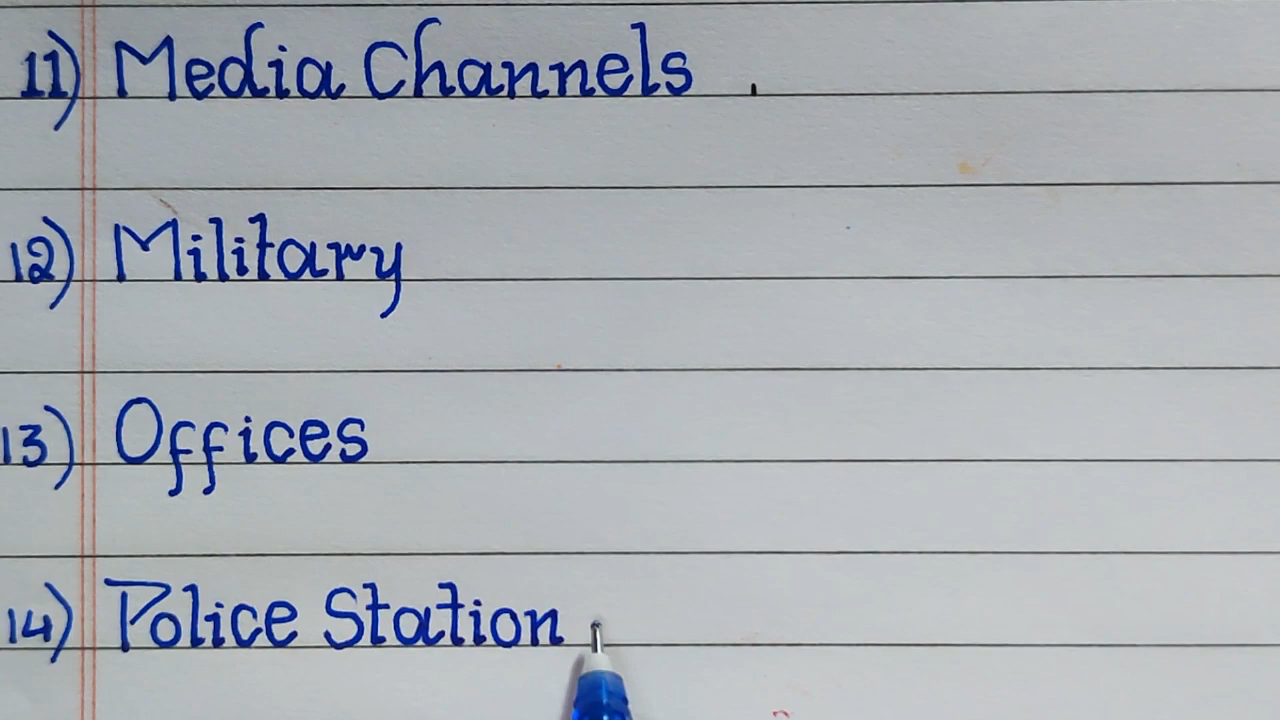 11) Media Channels
12) Military
13) Offices
14) Police Station